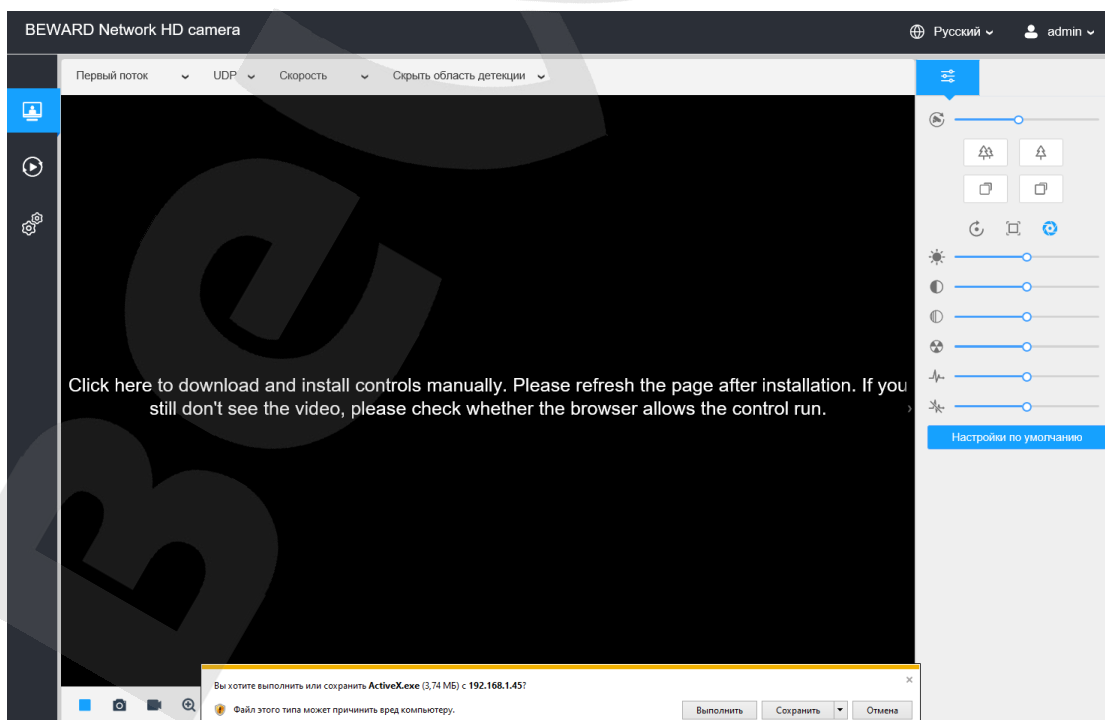 BEWARD Network HD camera
Русский
admin
Первый поток
UDP
Скорость
Скрыть область детекции
Click here to download and install controls manually. Please refresh the page after installation. If you
still don't see the video, please check whether the browser allows the control run.
Настройки по умолчанию
Вы хотите выполнить или сохранить ActiveX.exe (3,74 МБ) с 192.168.1.45?
Файл этого типа может причинить вред компьютеру.
Выполнить
Сохранить
Отмена